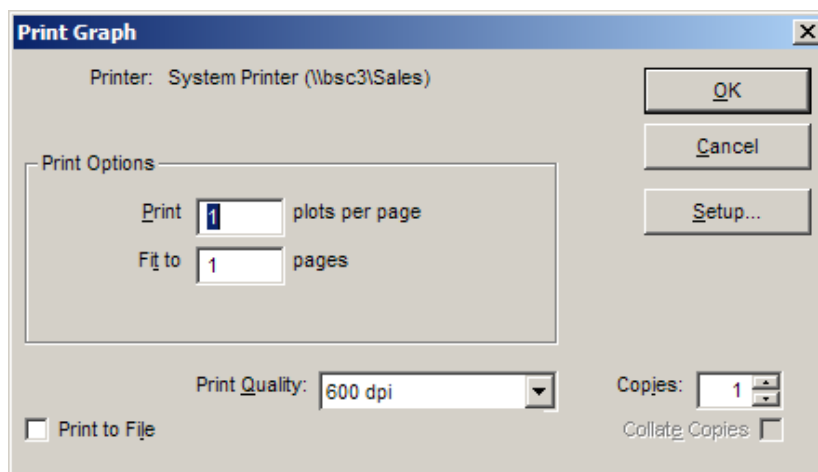 Print Graph
Printer: System Printer (\\bsc3\Sales)
OK
Cancel
Print Options
Setup...
Print 1 plots per page
Fit to 1 pages
Print Quality: 600 dpi
Copies: 1
Print to File
Collate Copies